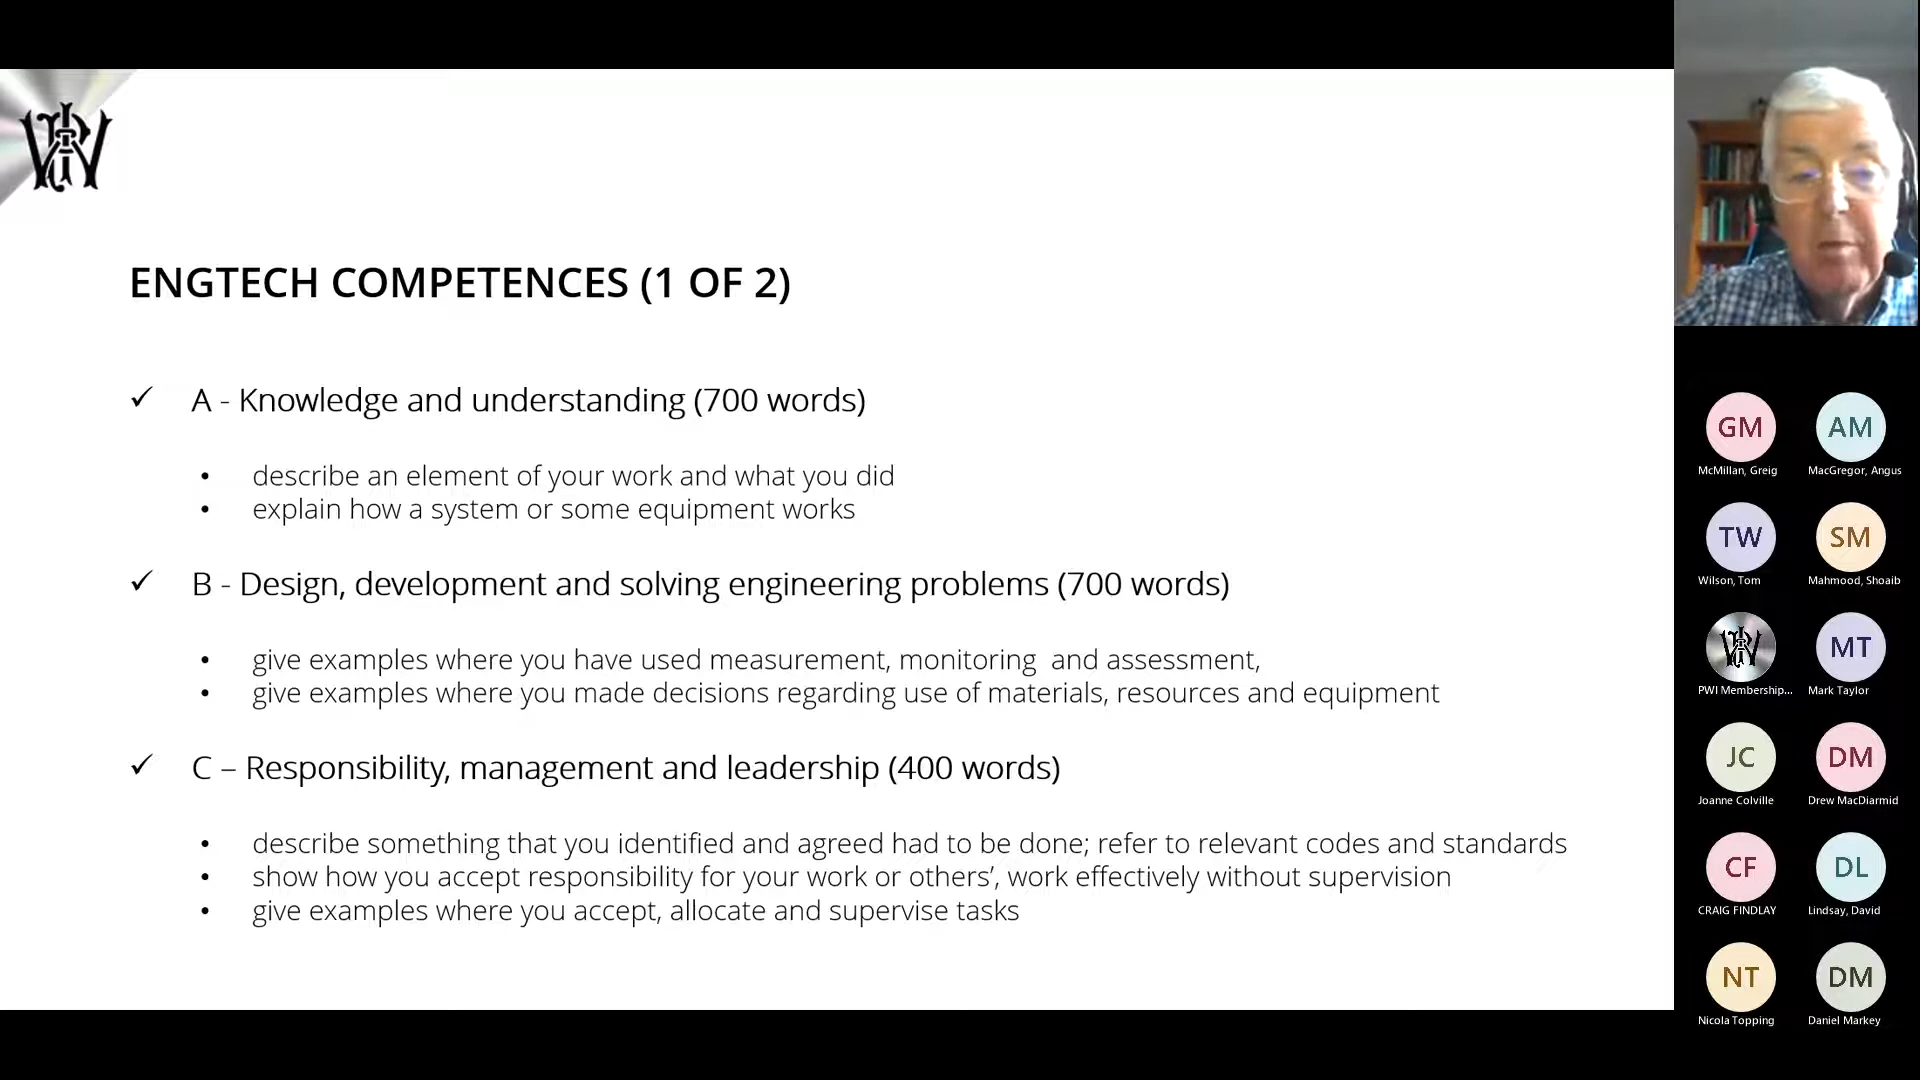 ENGTECH COMPETENCES (1 OF 2)
✓ A - Knowledge and understanding (700 words)
• describe an element of your work and what you did
• explain how a system or some equipment works
✓ B - Design, development and solving engineering problems (700 words)
• give examples where you have used measurement, monitoring and assessment,
• give examples where you made decisions regarding use of materials, resources and equipment
✓ C – Responsibility, management and leadership (400 words)
• describe something that you identified and agreed had to be done; refer to relevant codes and standards
• show how you accept responsibility for your work or others’, work effectively without supervision
• give examples where you accept, allocate and supervise tasks
GM AM
McMillan, Greig MacGregor, Angus
TW SM
Wilson, Tom Mahmood, Shoaib
MT
PWI Membership... Mark Taylor
JC DM
Joanne Colville Drew MacDiarmid
CF DL
CRAIG FINDLAY Lindsay, David
NT DM
Nicola Topping Daniel Markey